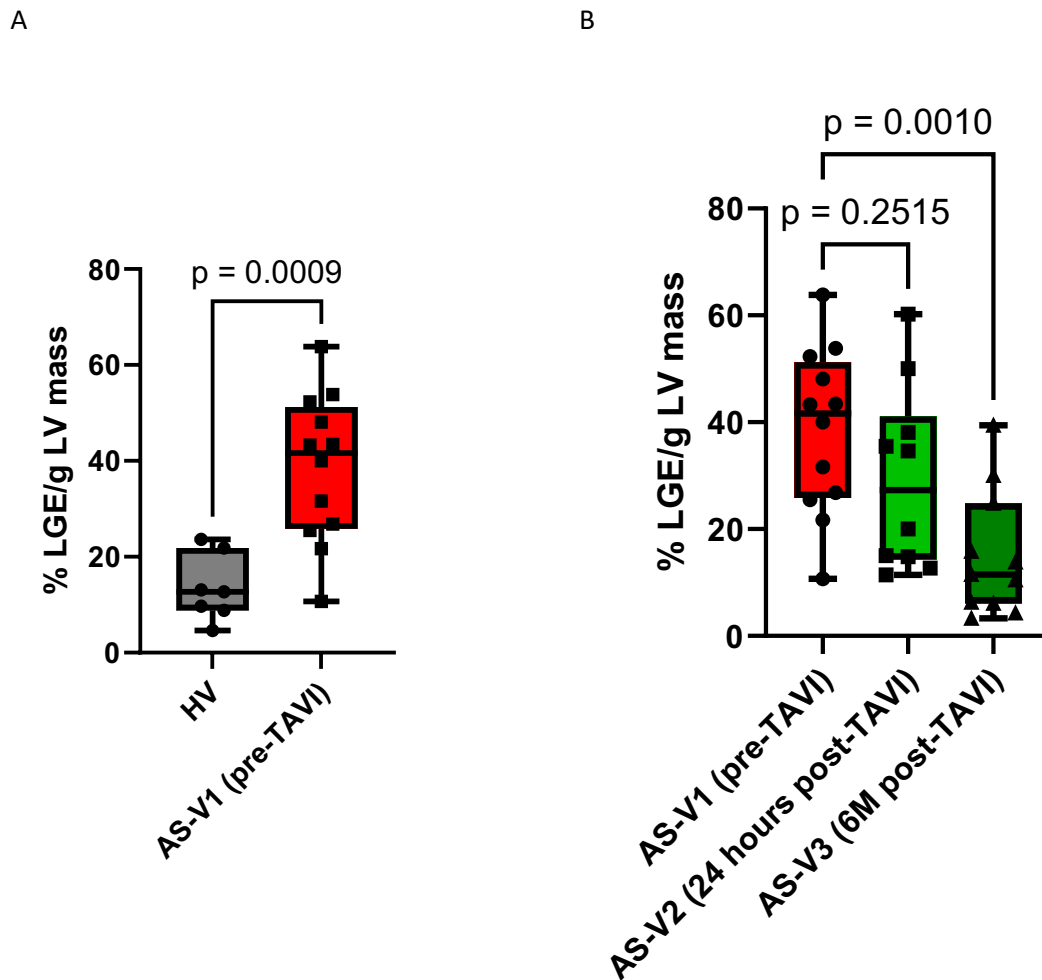 A
p = 0.0009
% LGE/g LV mass
80
60
40
20
0
HV
AS-V1 (pre-TAVI)
B
p = 0.0010
p = 0.2515
% LGE/g LV mass
80
60
40
20
0
AS-V1 (pre-TAVI)
AS-V2 (24 hours post-TAVI)
AS-V3 (6M post-TAVI)